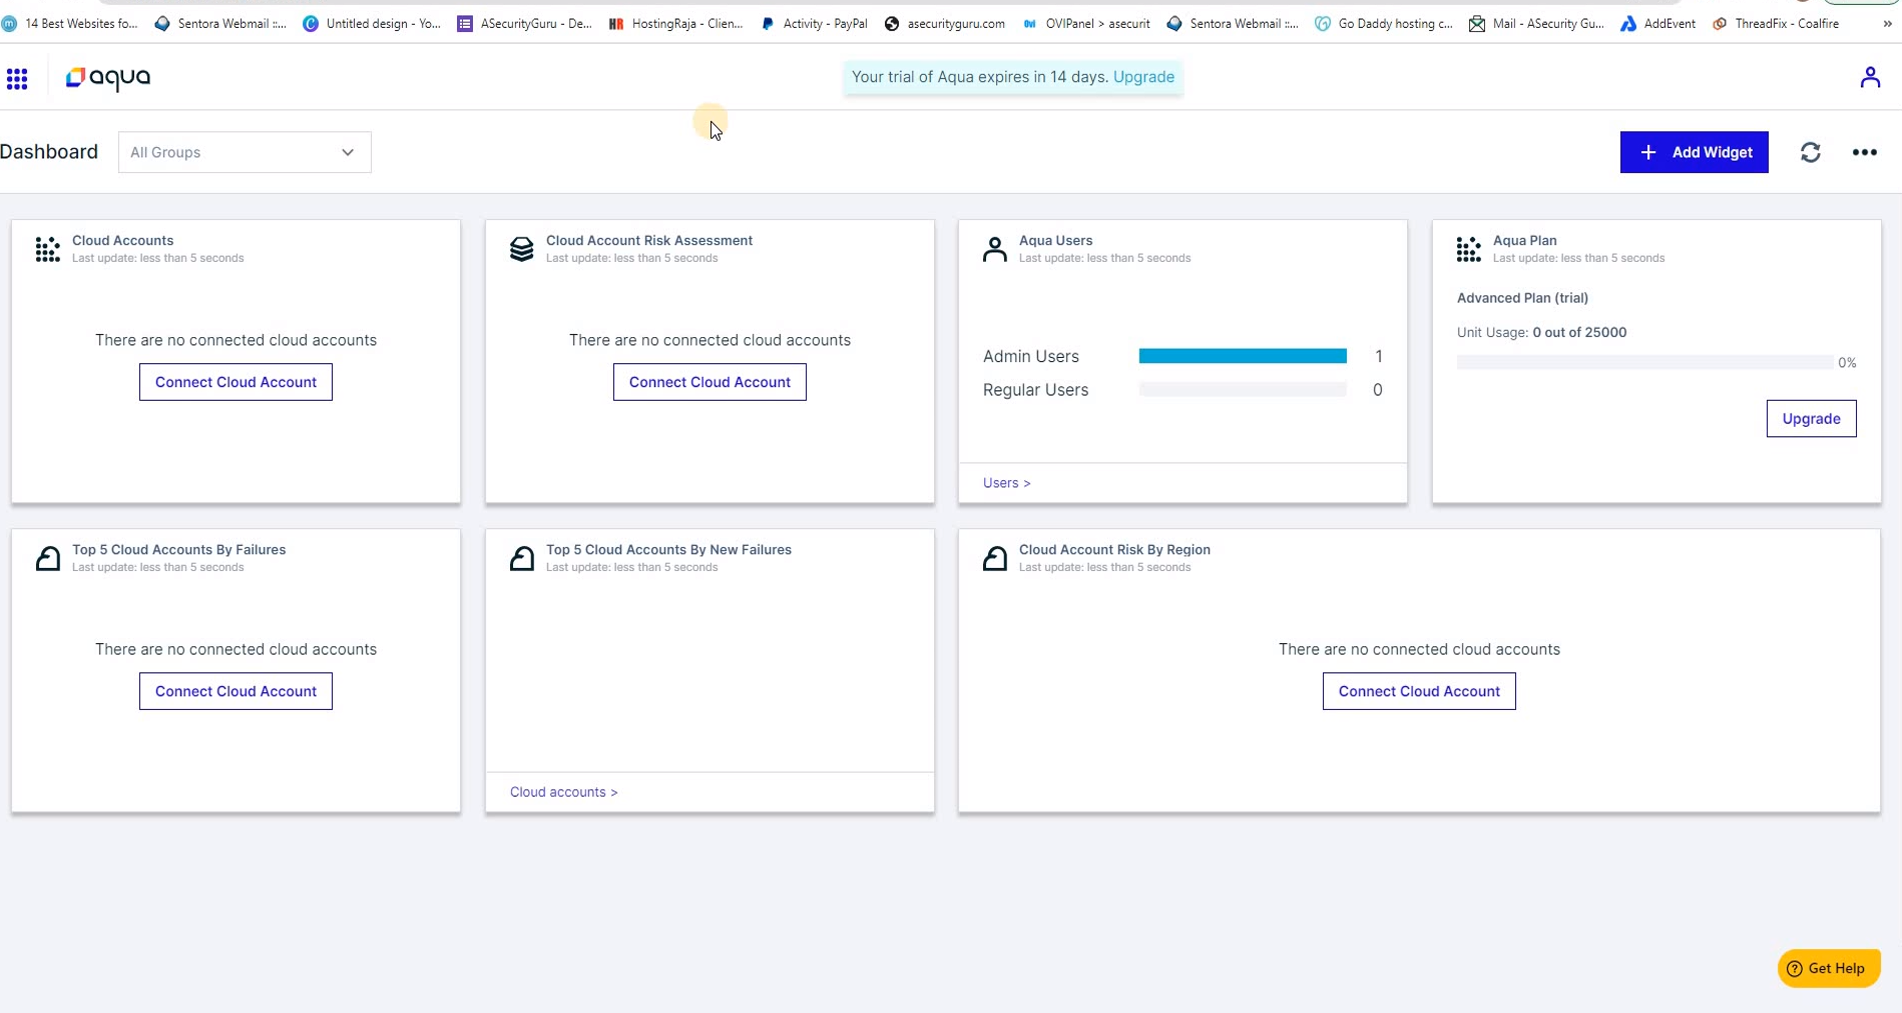 14 Best Websites fo...
Sentora Webmail ::...
Untitled design - Yo...
ASecurityGuru - De...
HR HostingRaja - Clien...
Activity - PayPal
asecurityguru.com
OVI OVIPanel > asecurit
Sentora Webmail ::...
Go Daddy hosting c...
Mail - ASecurity Gu...
AddEvent
ThreadFix - Coalfire
»
aqua
Your trial of Aqua expires in 14 days. Upgrade
Dashboard
All Groups
+ Add Widget
Cloud Accounts
Last update: less than 5 seconds
There are no connected cloud accounts
Connect Cloud Account
Cloud Account Risk Assessment
Last update: less than 5 seconds
There are no connected cloud accounts
Connect Cloud Account
Aqua Users
Last update: less than 5 seconds
Admin Users 1
Regular Users 0
Users >
Aqua Plan
Last update: less than 5 seconds
Advanced Plan (trial)
Unit Usage: 0 out of 25000
0%
Upgrade
Top 5 Cloud Accounts By Failures
Last update: less than 5 seconds
There are no connected cloud accounts
Connect Cloud Account
Top 5 Cloud Accounts By New Failures
Last update: less than 5 seconds
Cloud accounts >
Cloud Account Risk By Region
Last update: less than 5 seconds
There are no connected cloud accounts
Connect Cloud Account
Get Help